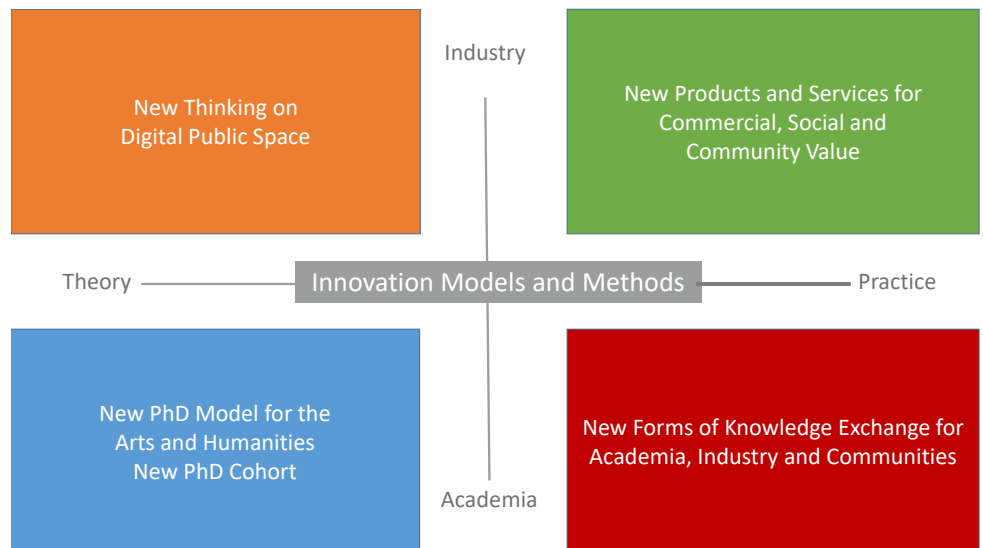 Industry
New Thinking on
Digital Public Space
New Products and Services for
Commercial, Social and
Community Value
Theory
Innovation Models and Methods
Practice
New PhD Model for the
Arts and Humanities
New PhD Cohort
New Forms of Knowledge Exchange for
Academia, Industry and Communities
Academia